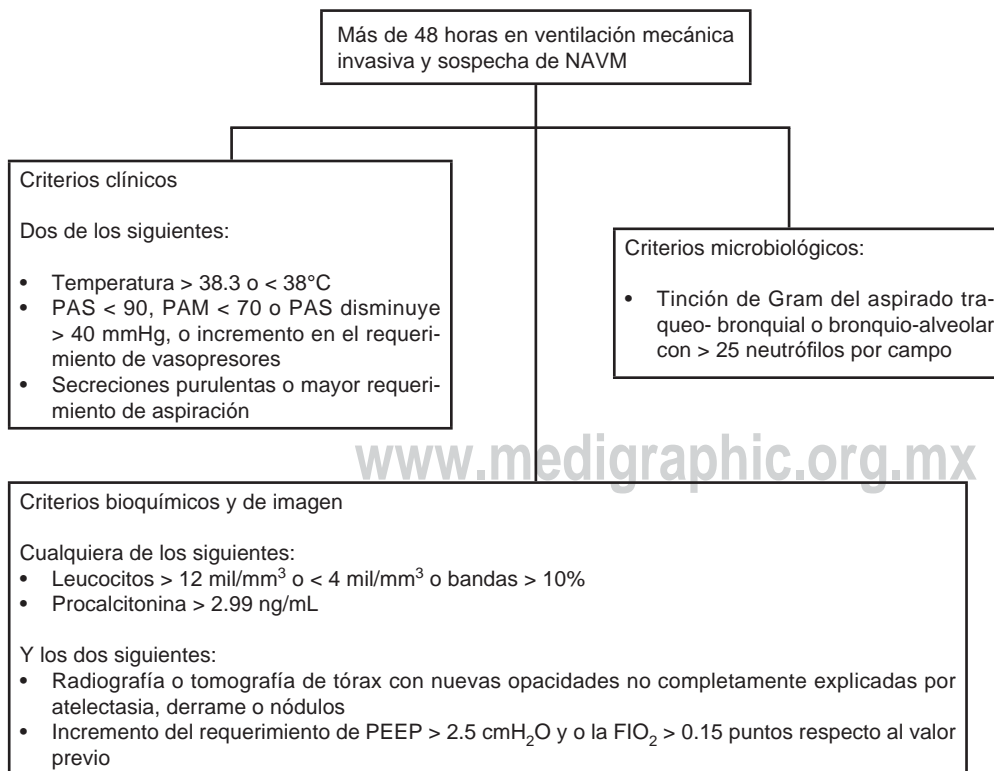 Más de 48 horas en ventilación mecánica
invasiva y sospecha de NAVM
Criterios clínicos
Dos de los siguientes:
• Temperatura > 38.3 o < 38°C
• PAS < 90, PAM < 70 o PAS disminuye
> 40 mmHg, o incremento en el requeri-
miento de vasopresores
• Secreciones purulentas o mayor requeri-
miento de aspiración
Criterios microbiológicos:
• Tinción de Gram del aspirado tra-
queo- bronquial o bronquio-alveolar
con > 25 neutrófilos por campo
www.medigraphic.org.mx
Criterios bioquímicos y de imagen
Cualquiera de los siguientes:
• Leucocitos > 12 mil/mm³ o < 4 mil/mm³ o bandas > 10%
• Procalcitonina > 2.99 ng/mL
Y los dos siguientes:
• Radiografía o tomografía de tórax con nuevas opacidades no completamente explicadas por
atelectasia, derrame o nódulos
• Incremento del requerimiento de PEEP > 2.5 cmH₂O y o la FIO₂ > 0.15 puntos respecto al valor
previo